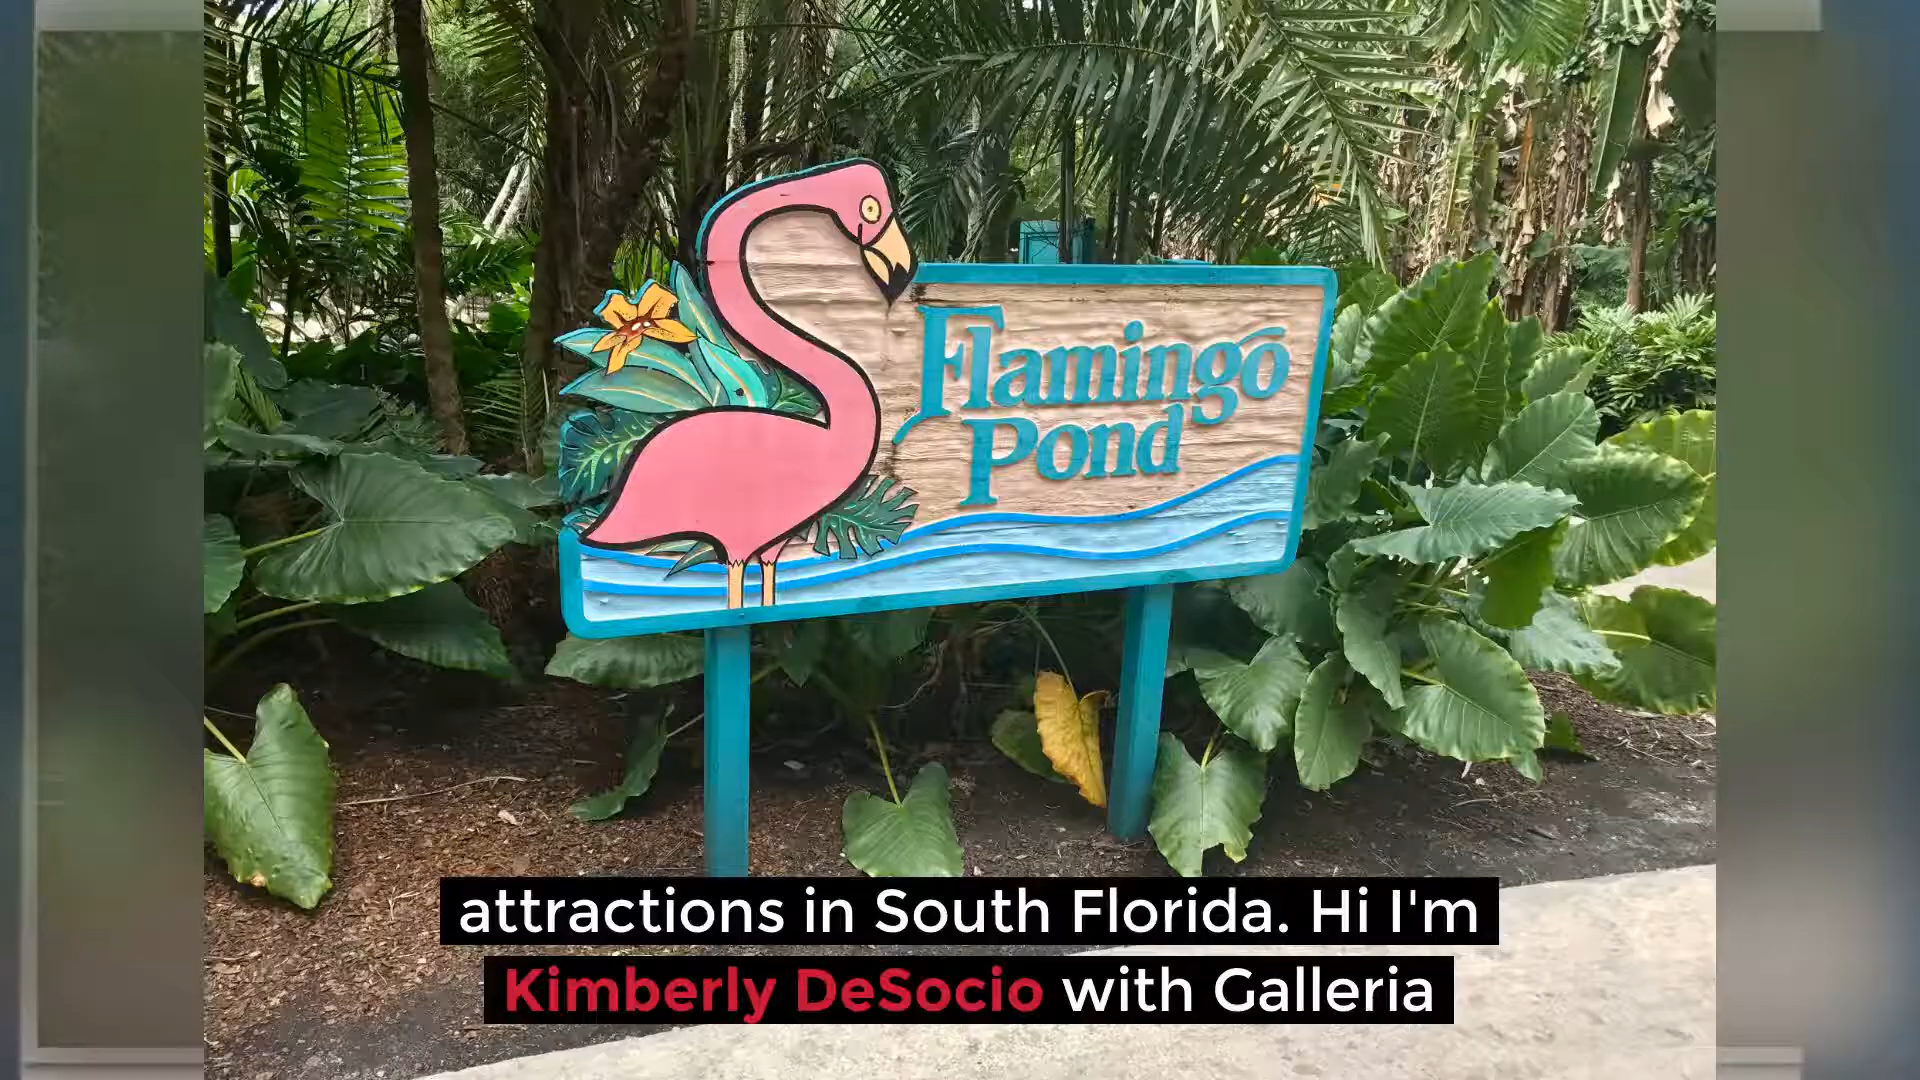 Flamingo
Pond
attractions in South Florida. Hi I'm
Kimberly DeSocio with Galleria